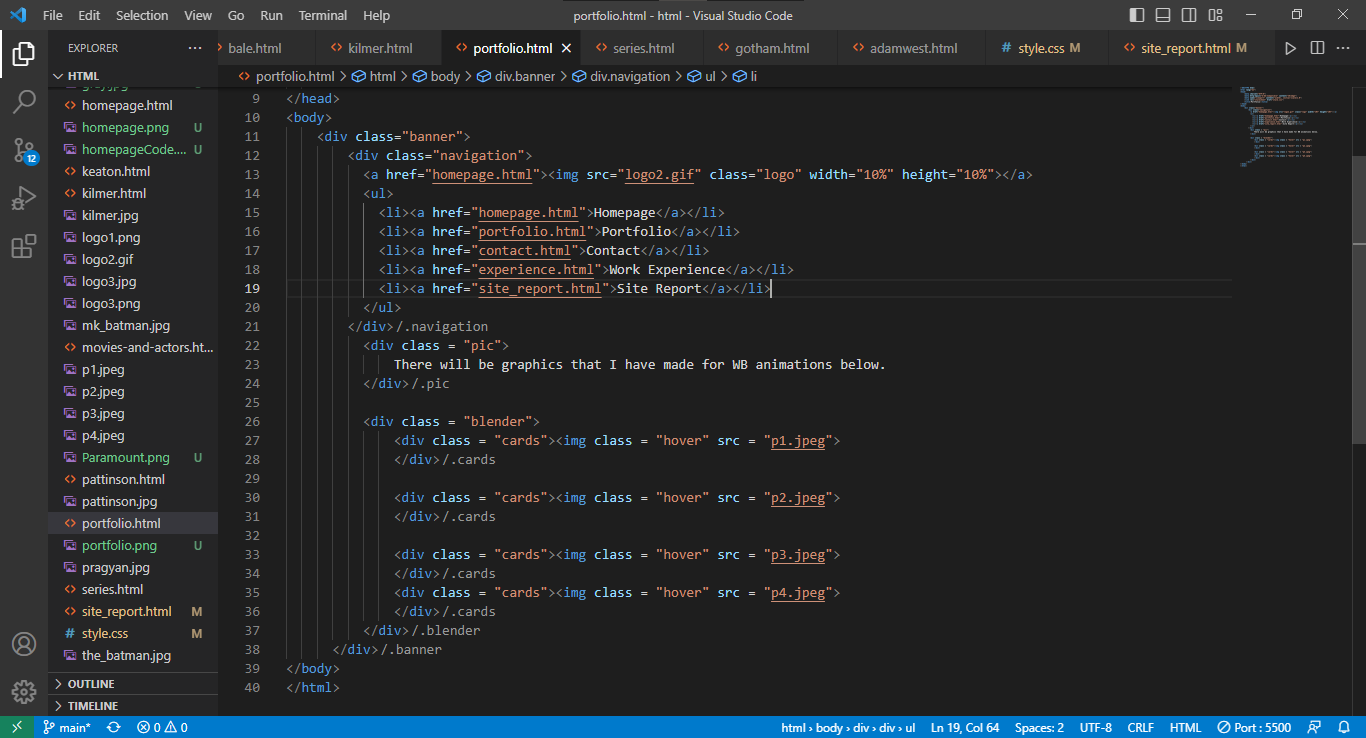 File Edit Selection View Go Run Terminal Help portfolio.html - html - Visual Studio Code
EXPLORER ···
HTML
gray.jpg
homepage.html
homepage.png U
homepageCode.... U
keaton.html
kilmer.html
kilmer.jpg
logo1.png
logo2.gif
logo3.jpg
logo3.png
mk_batman.jpg
movies-and-actors.ht...
p1.jpeg
p2.jpeg
p3.jpeg
p4.jpeg
Paramount.png U
pattinson.html
pattinson.jpg
portfolio.html
portfolio.png U
pragyan.jpg
series.html
site_report.html M
style.css M
the_batman.jpg
OUTLINE
TIMELINE
12
bale.html kilmer.html portfolio.html series.html gotham.html adamwest.html style.css M site_report.html M
portfolio.html > html > body > div.banner > div.navigation > ul > li
9 </head>
10 <body>
11 <div class="banner">
12 <div class="navigation">
13 <a href="homepage.html"><img src="logo2.gif" class="logo" width="10%" height="10%"></a>
14 <ul>
15 <li><a href="homepage.html">Homepage</a></li>
16 <li><a href="portfolio.html">Portfolio</a></li>
17 <li><a href="contact.html">Contact</a></li>
18 <li><a href="experience.html">Work Experience</a></li>
19 <li><a href="site_report.html">Site Report</a></li>
20 </ul>
21 </div>/.navigation
22 <div class = "pic">
23 There will be graphics that I have made for WB animations below.
24 </div>/.pic
25
26 <div class = "blender">
27 <div class = "cards"><img class = "hover" src = "p1.jpeg">
28 </div>/.cards
29
30 <div class = "cards"><img class = "hover" src = "p2.jpeg">
31 </div>/.cards
32
33 <div class = "cards"><img class = "hover" src = "p3.jpeg">
34 </div>/.cards
35 <div class = "cards"><img class = "hover" src = "p4.jpeg">
36 </div>/.cards
37 </div>/.blender
38 </div>/.banner
39 </body>
40 </html>
main* 0 0 html › body › div › div › ul Ln 19, Col 64 Spaces: 2 UTF-8 CRLF HTML Port : 5500